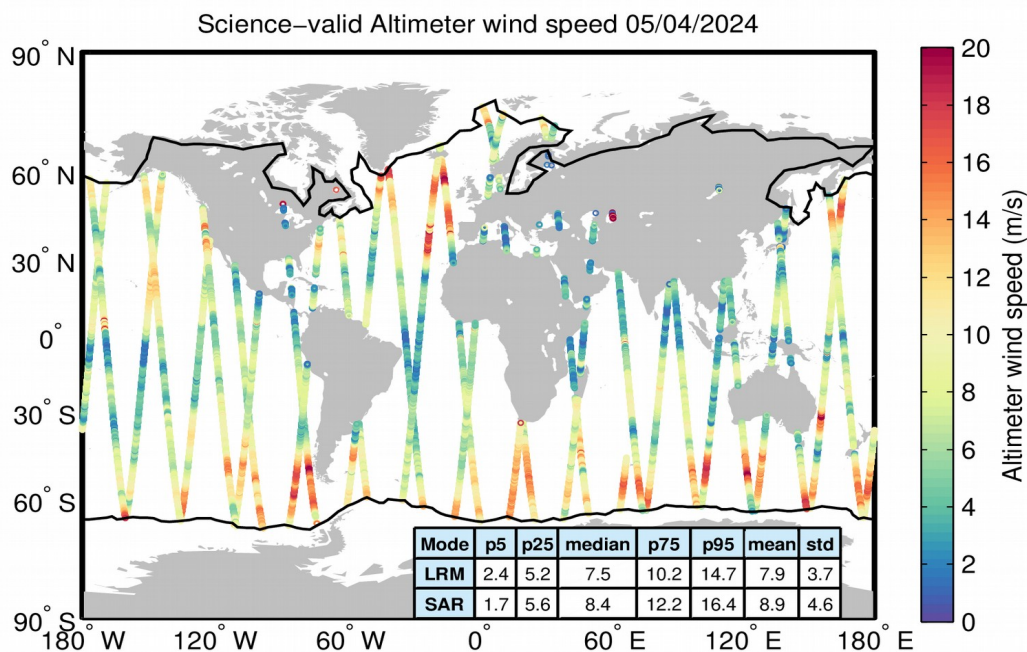 Science−valid Altimeter wind speed 05/04/2024
90° N
60° N
30° N
0°
30° S
60° S
90° S
180° W
120° W
60° W
0°
60° E
120° E
180° E
Mode p5 p25 median p75 p95 mean std
LRM 2.4 5.2 7.5 10.2 14.7 7.9 3.7
SAR 1.7 5.6 8.4 12.2 16.4 8.9 4.6
20
18
16
14
12
10
8
6
4
2
0
Altimeter wind speed (m/s)